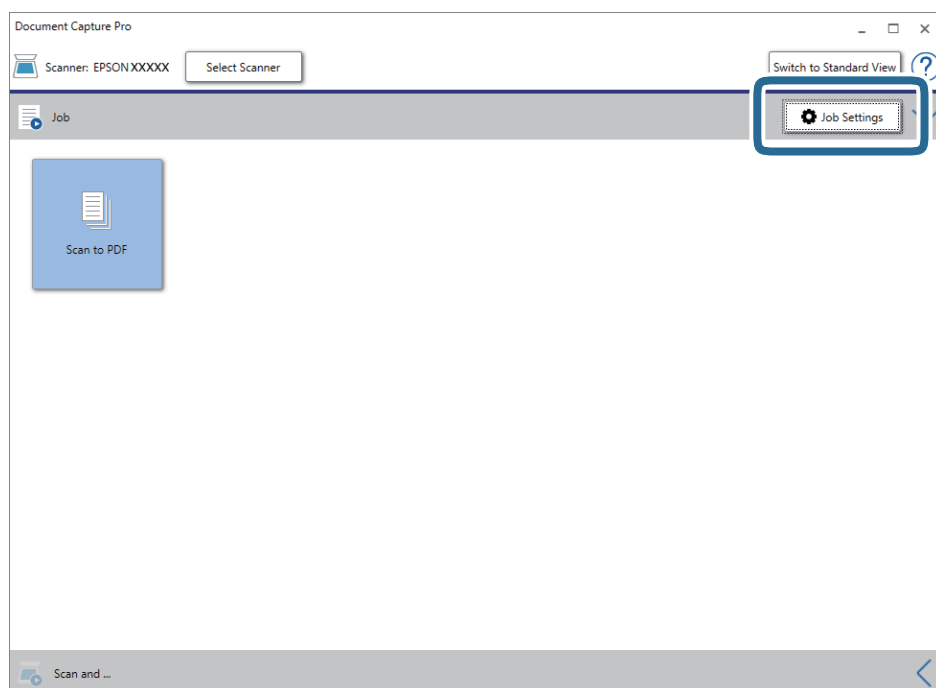 Document Capture Pro
Scanner: EPSON XXXXX
Select Scanner
Switch to Standard View
?
Job
Job Settings
Scan to PDF
Scan and ...